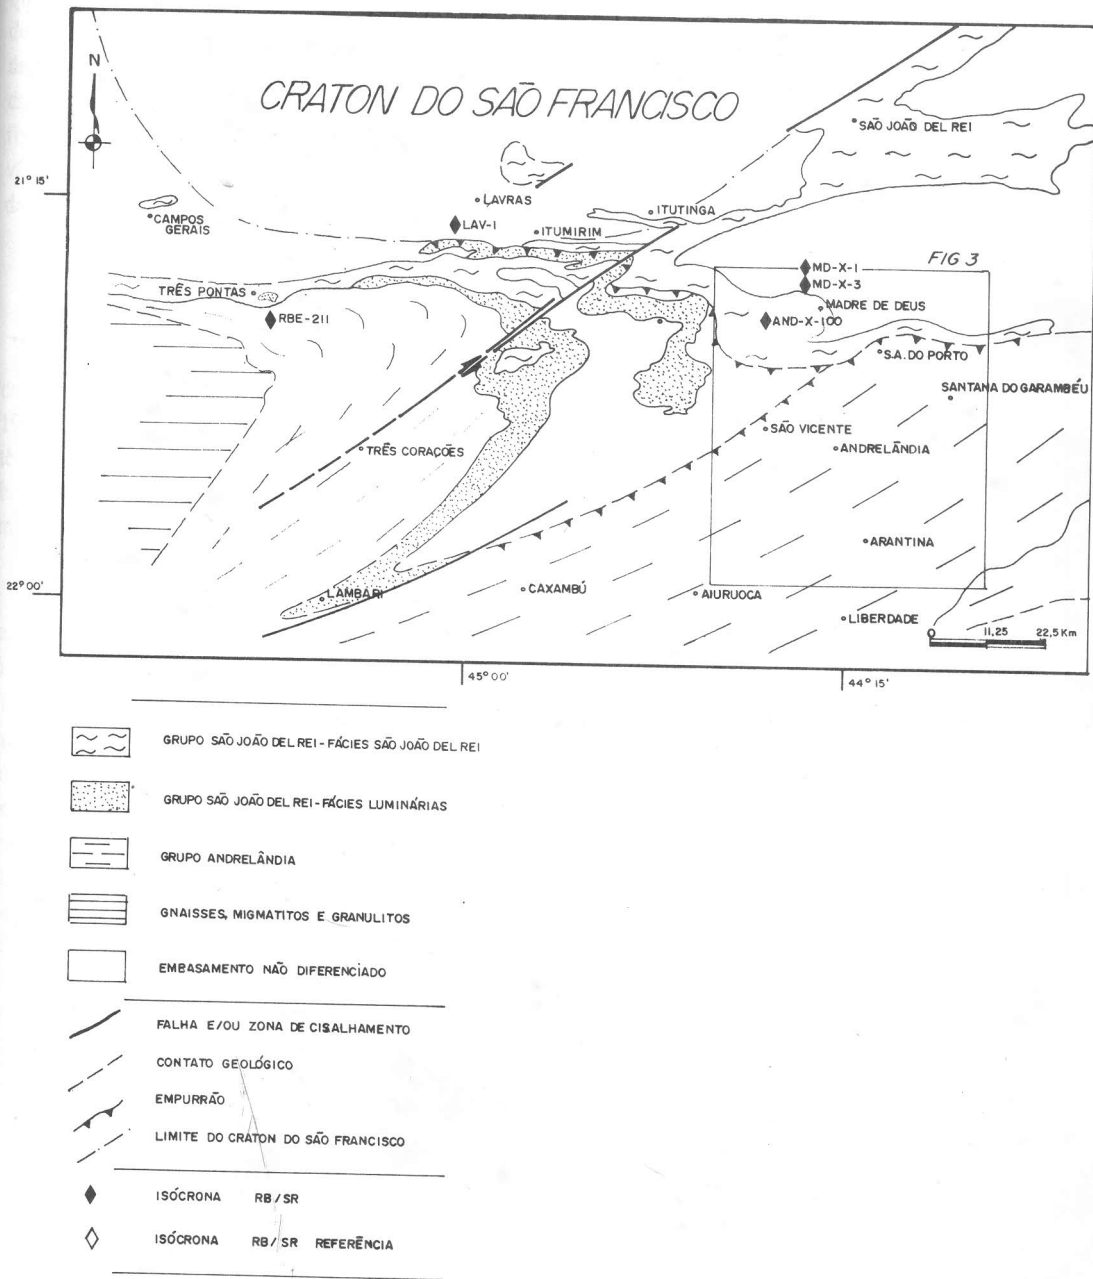 N
CRATON DO SÃO FRANCISCO
SÃO JOÃO DEL REI
21° 15'
LAVRAS
ITUTINGA
CAMPOS
GERAIS
LAV-1
ITUMIRIM
FIG 3
MD-X-1
MD-X-3
TRÊS PONTAS
MADRE DE DEUS
RBE-211
AND-X-100
S.A. DO PORTO
SANTANA DO GARAMBÉU
SÃO VICENTE
TRÊS CORAÇÕES
ANDRELÂNDIA
ARANTINA
22° 00'
LAMBARI
CAXAMBÚ
AIURUOCA
LIBERDADE
0 11,25 22,5 Km
45° 00'
44° 15'
GRUPO SÃO JOÃO DEL REI - FÁCIES SÃO JOÃO DEL REI
GRUPO SÃO JOÃO DEL REI - FÁCIES LUMINÁRIAS
GRUPO ANDRELÂNDIA
GNAISSES, MIGMATITOS E GRANULITOS
EMBASAMENTO NÃO DIFERENCIADO
FALHA E/OU ZONA DE CISALHAMENTO
CONTATO GEOLÓGICO
EMPURRÃO
LIMITE DO CRATON DO SÃO FRANCISCO
ISÓCRONA RB/SR
ISÓCRONA RB/SR REFERÊNCIA